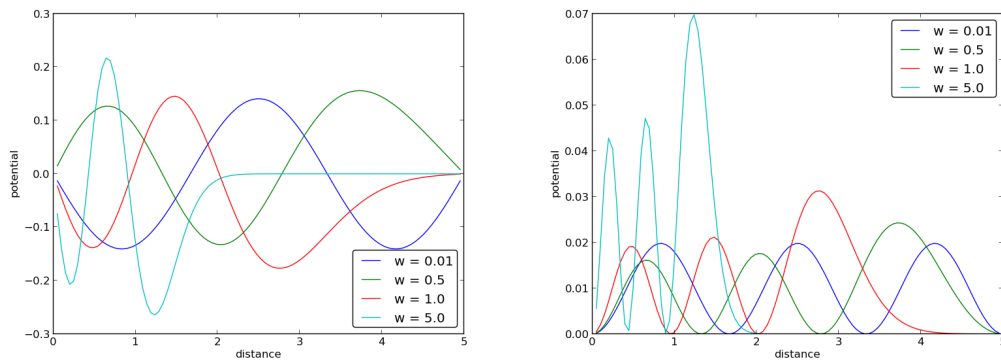 0.3
0.2
0.1
0.0
−0.1
−0.2
−0.3
potential
0 1 2 3 4 5
distance
w = 0.01
w = 0.5
w = 1.0
w = 5.0
0.07
0.06
0.05
0.04
0.03
0.02
0.01
0.00
potential
0 1 2 3 4
distance
w = 0.01
w = 0.5
w = 1.0
w = 5.0